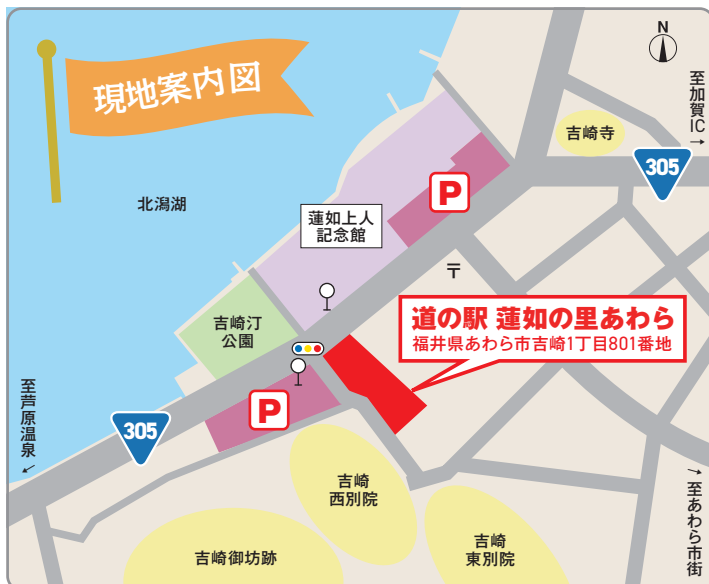 現地案内図
N
至加賀IC→
吉崎寺
305
P
北潟湖
蓮如上人
記念館
〒
道の駅 蓮如の里あわら
福井県あわら市吉崎1丁目801番地
吉崎汀
公園
P
至芦原温泉←
305
吉崎
西別院
吉崎
東別院
吉崎御坊跡
→至あわら市街